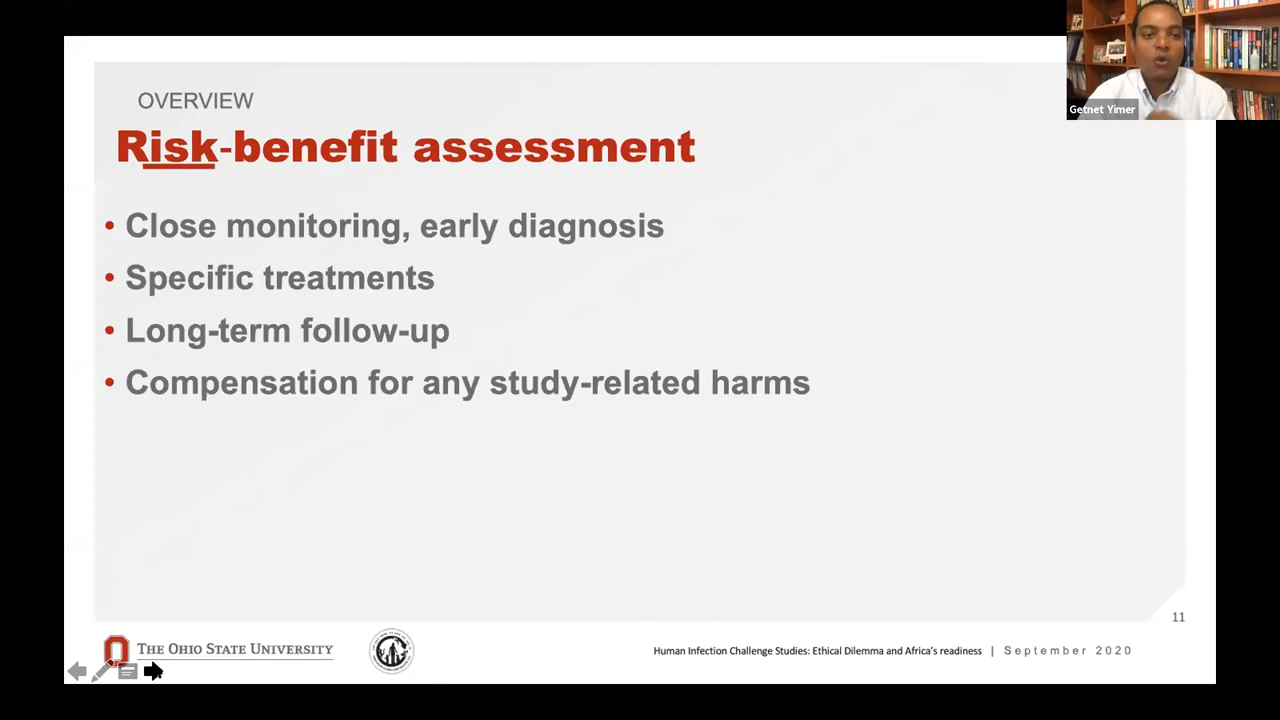 Getnet Yimer
OVERVIEW
Risk-benefit assessment
• Close monitoring, early diagnosis
• Specific treatments
• Long-term follow-up
• Compensation for any study-related harms
11
THE OHIO STATE UNIVERSITY
Human Infection Challenge Studies: Ethical Dilemma and Africa's readiness | September 2020